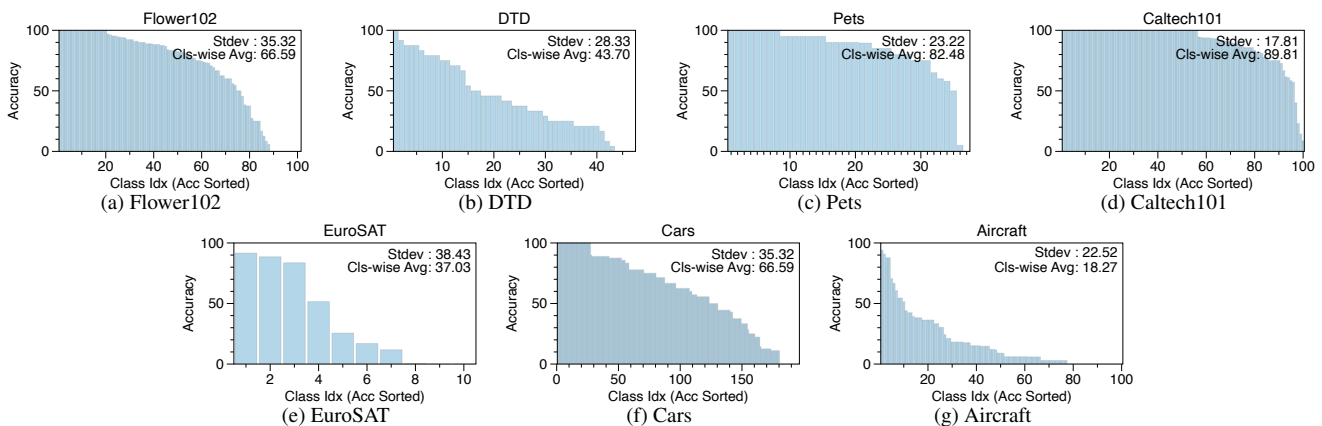 Flower102
Accuracy
100
50
0
Stdev : 35.32
Cls-wise Avg: 66.59
20 40 60 80 100
Class Idx (Acc Sorted)
(a) Flower102
DTD
Accuracy
100
50
0
Stdev : 28.33
Cls-wise Avg: 43.70
10 20 30 40
Class Idx (Acc Sorted)
(b) DTD
Pets
Accuracy
100
50
0
Stdev : 23.22
Cls-wise Avg: 82.48
10 20 30
Class Idx (Acc Sorted)
(c) Pets
Caltech101
Accuracy
100
50
0
Stdev : 17.81
Cls-wise Avg: 89.81
20 40 60 80 100
Class Idx (Acc Sorted)
(d) Caltech101
EuroSAT
Accuracy
100
50
0
Stdev : 38.43
Cls-wise Avg: 37.03
2 4 6 8 10
Class Idx (Acc Sorted)
(e) EuroSAT
Cars
Accuracy
100
50
0
Stdev : 35.32
Cls-wise Avg: 66.59
0 50 100 150
Class Idx (Acc Sorted)
(f) Cars
Aircraft
Accuracy
100
50
0
Stdev : 22.52
Cls-wise Avg: 18.27
20 40 60 80 100
Class Idx (Acc Sorted)
(g) Aircraft